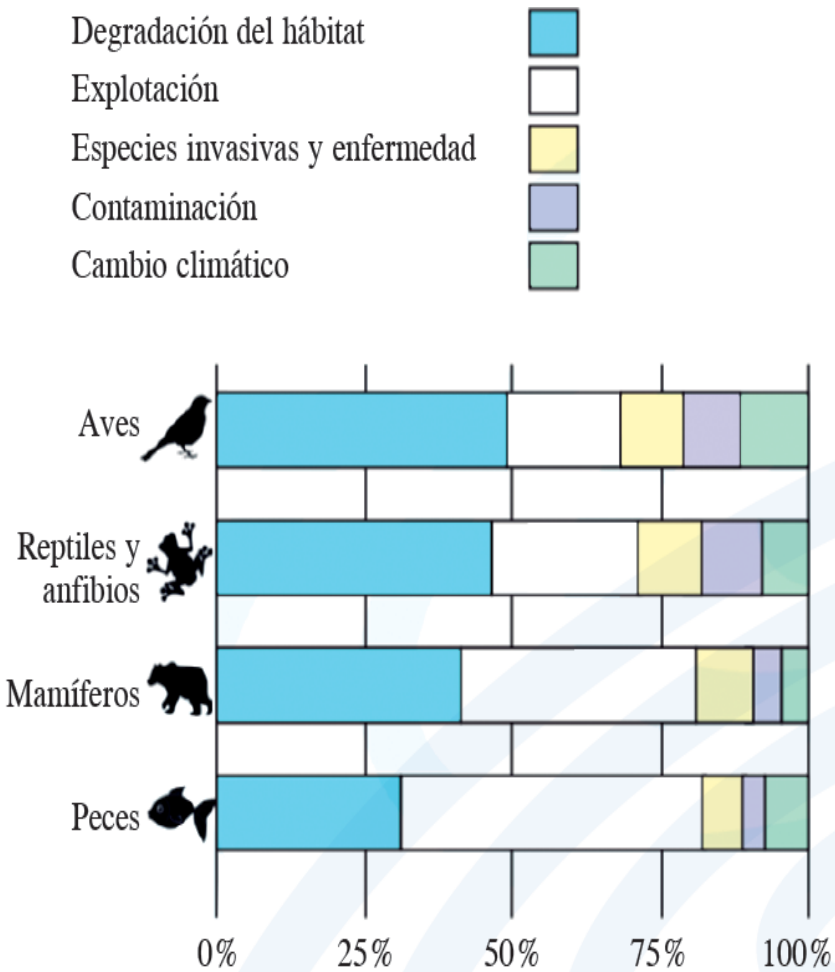 Degradación del hábitat
Explotación
Especies invasivas y enfermedad
Contaminación
Cambio climático
Aves
Reptiles y
anfibios
Mamíferos
Peces
0% 25% 50% 75% 100%